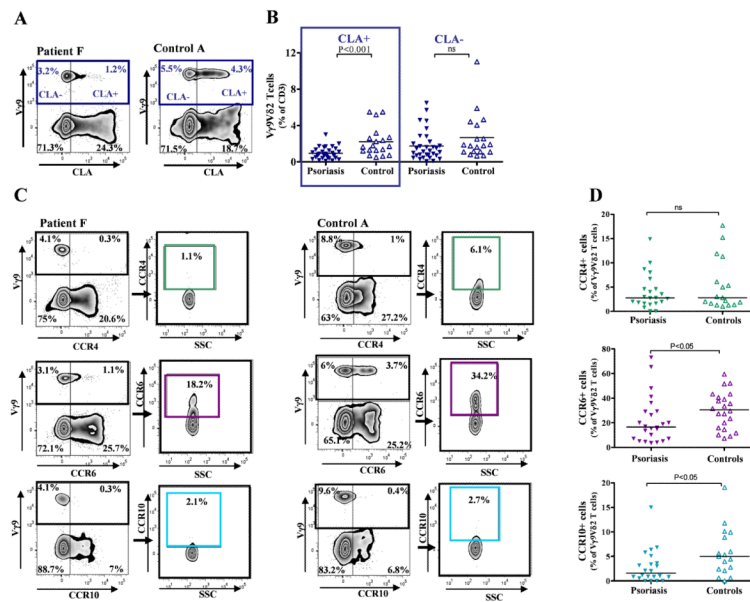 A
Patient F
Control A
3.2%
1.2%
CLA-
CLA+
71.3%
24.3%
Vγ9
CLA
5.5%
4.3%
CLA-
CLA+
71.5%
18.7%
Vγ9
CLA
B
CLA+
CLA-
P<0.001
ns
Vγ9Vδ2 Tcells
(% of CD3)
12
8
4
0
Psoriasis
Control
Psoriasis
Control
C
Patient F
Control A
4.1%
0.3%
75%
20.6%
Vγ9
CCR4
1.1%
CCR4
SSC
8.8%
1%
63%
27.2%
Vγ9
CCR4
6.1%
CCR4
SSC
3.1%
1.1%
72.1%
25.7%
Vγ9
CCR6
18.2%
CCR6
SSC
6%
3.7%
65.1%
25.2%
Vγ9
CCR6
34.2%
CCR6
SSC
4.1%
0.3%
88.7%
7%
Vγ9
CCR10
2.1%
CCR10
SSC
9.6%
0.4%
83.2%
6.8%
Vγ9
CCR10
2.7%
CCR10
SSC
D
ns
CCR4+ cells
(% of Vγ9Vδ2 T cells)
20
15
10
5
0
Psoriasis
Controls
P<0.05
CCR6+ cells
(% of Vγ9Vδ2 T cells)
80
60
40
20
0
Psoriasis
Controls
P<0.05
CCR10+ cells
(% of Vγ9Vδ2 T cells)
20
15
10
5
0
Psoriasis
Controls